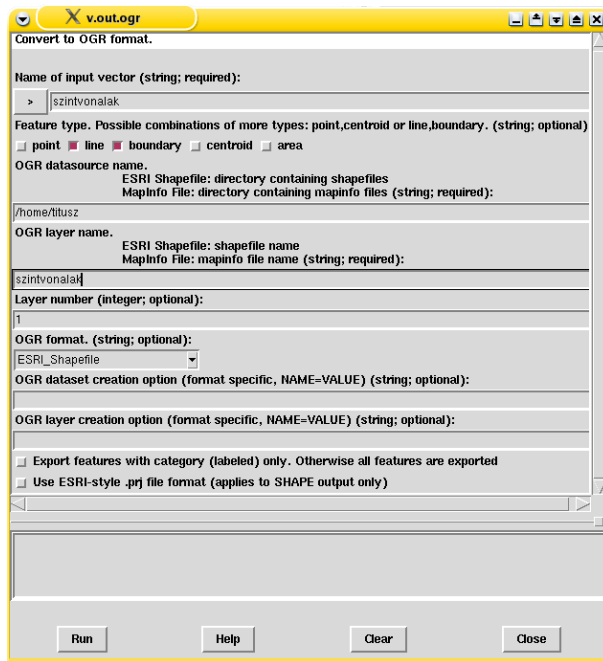 v.out.ogr
Convert to OGR format.
Name of input vector (string; required):
> szintvonalak
Feature type. Possible combinations of more types: point,centroid or line,boundary. (string; optional)
point line boundary centroid area
OGR datasource name.
ESRI Shapefile: directory containing shapefiles
MapInfo File: directory containing mapinfo files (string; required):
/home/titusz
OGR layer name.
ESRI Shapefile: shapefile name
MapInfo File: mapinfo file name (string; required):
szintvonalak
Layer number (integer; optional):
1
OGR format. (string; optional):
ESRI_Shapefile
OGR dataset creation option (format specific, NAME=VALUE) (string; optional):
OGR layer creation option (format specific, NAME=VALUE) (string; optional):
Export features with category (labeled) only. Otherwise all features are exported
Use ESRI-style .prj file format (applies to SHAPE output only)
Run Help Clear Close